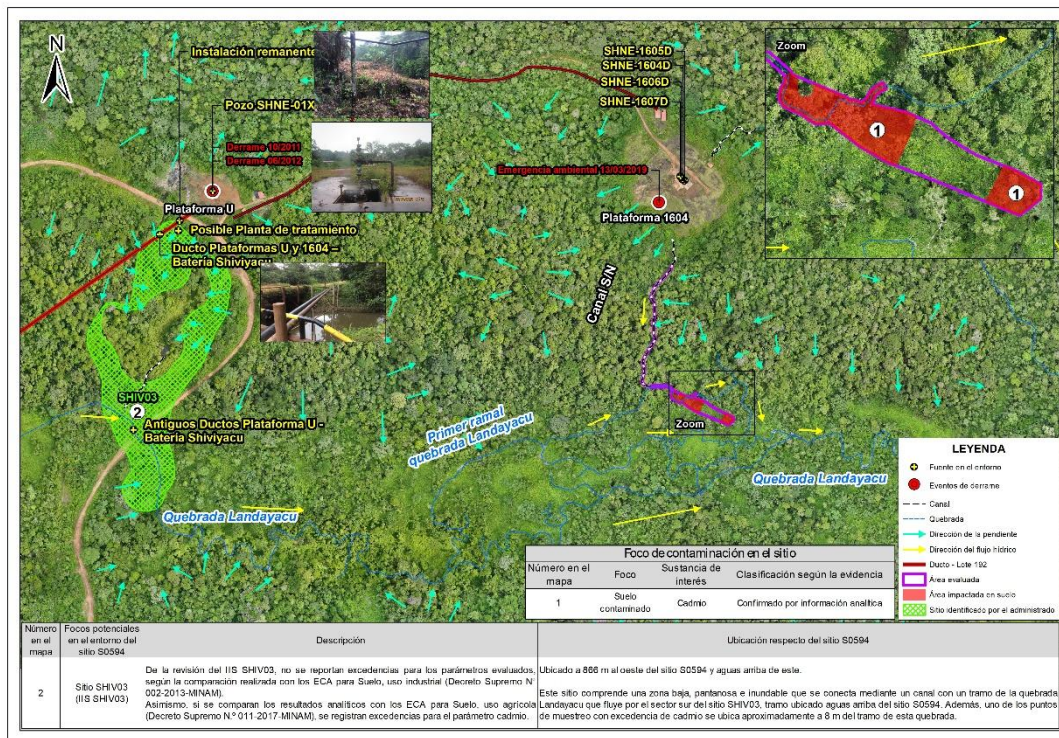 N
Instalación remanente
Pozo SHNE-01X
Derrame 10/2011
Derrame 06/2012
Plataforma U
Posible Planta de tratamiento
Ducto Plataformas U y 1604 –
Batería Shiviyacu
SHIV03
2
Antiguos Ductos Plataforma U -
Batería Shiviyacu
Quebrada Landayacu
SHNE-1605D
SHNE-1604D
SHNE-1606D
SHNE-1607D
Emergencia ambiental 13/03/2019
Plataforma 1604
Canal S/N
Primer ramal
quebrada Landayacu
Zoom
Quebrada Landayacu
Zoom
1
1
LEYENDA
Fuente en el entorno
Eventos de derrame
Canal
Quebrada
Dirección de la pendiente
Dirección del flujo hídrico
Ducto - Lote 192
Área evaluada
Área impactada en suelo
Sitio identificado por el administrado
Foco de contaminación en el sitio
Número en el mapa Foco Sustancia de interés Clasificación según la evidencia
1 Suelo contaminado Cadmio Confirmado por información analítica
Número en el mapa Focos potenciales en el entorno del sitio S0594 Descripción Ubicación respecto del sitio S0594
2 Sitio SHIV03 (IIS SHIV03)
De la revisión del IIS SHIV03, no se reportan excedencias para los parámetros evaluados,
según la comparación realizada con los ECA para Suelo, uso industrial (Decreto Supremo N°
002-2013-MINAM).
Asimismo, si se comparan los resultados analíticos con los ECA para Suelo, uso agrícola
(Decreto Supremo N.º 011-2017-MINAM), se registran excedencias para el parámetro cadmio.
Ubicado a 866 m al oeste del sitio S0594 y aguas arriba de este.
Este sitio comprende una zona baja, pantanosa e inundable que se conecta mediante un canal con un tramo de la quebrada
Landayacu que fluye por el sector sur del sitio SHIV03, tramo ubicado aguas arriba del sitio S0594. Además, uno de los puntos
de muestreo con excedencia de cadmio se ubica aproximadamente a 8 m del tramo de esta quebrada.